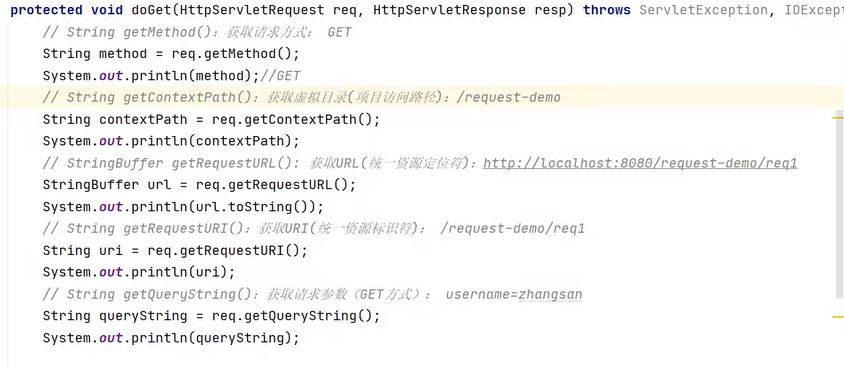 protected void doGet(HttpServletRequest req, HttpServletResponse resp) throws ServletException, IOExcept
// String getMethod()：获取请求方式： GET
String method = req.getMethod();
System.out.println(method);//GET
// String getContextPath()：获取虚拟目录(项目访问路径)：/request-demo
String contextPath = req.getContextPath();
System.out.println(contextPath);
// StringBuffer getRequestURL(): 获取URL(统一资源定位符)：http://localhost:8080/request-demo/req1
StringBuffer url = req.getRequestURL();
System.out.println(url.toString());
// String getRequestURI()：获取URI(统一资源标识符)： /request-demo/req1
String uri = req.getRequestURI();
System.out.println(uri);
// String getQueryString()：获取请求参数（GET方式）： username=zhangsan
String queryString = req.getQueryString();
System.out.println(queryString);